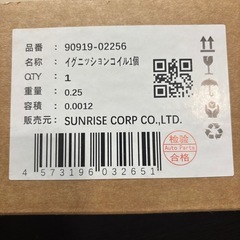 品番： 90919-02256
名称： イグニッションコイル1個
QTY： 1
重量： 0.25
容積： 0.0012
販売元： SUNRISE CORP CO.,LTD.
检验
Auto Parts
合格
4 573196 032651